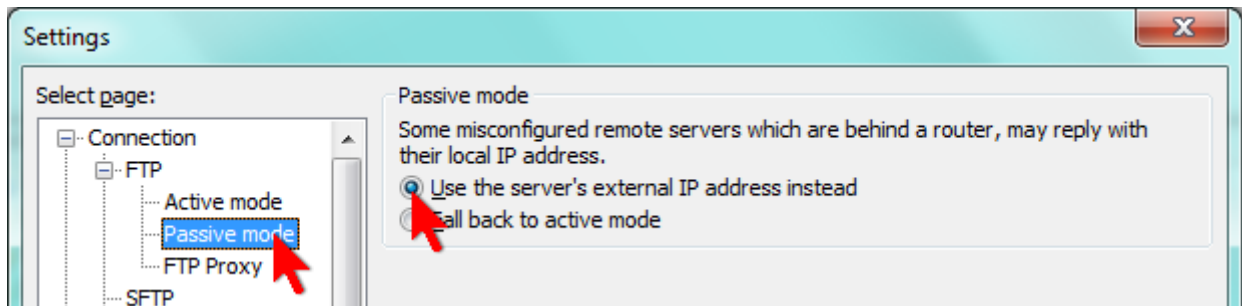 Settings
X
Select page:
Connection
FTP
Active mode
Passive mode
FTP Proxy
SFTP
Passive mode
Some misconfigured remote servers which are behind a router, may reply with
their local IP address.
Use the server's external IP address instead
Fall back to active mode